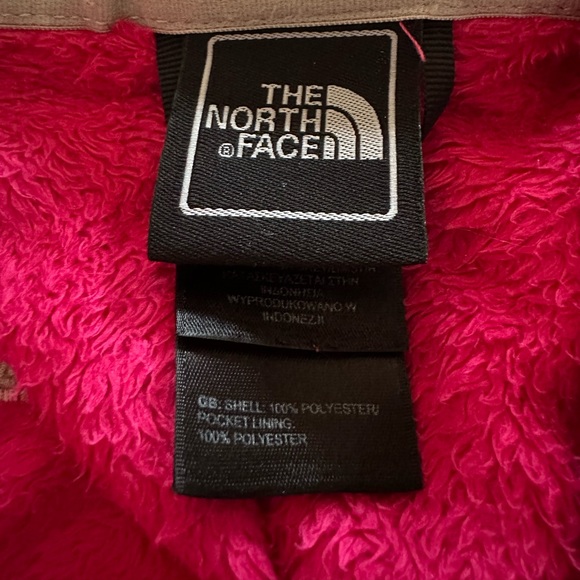 THE
NORTH
® FACE
WYPRODUKOWANO W
INDONEZJI
GB: SHELL: 100% POLYESTER/
POCKET LINING:
100% POLYESTER